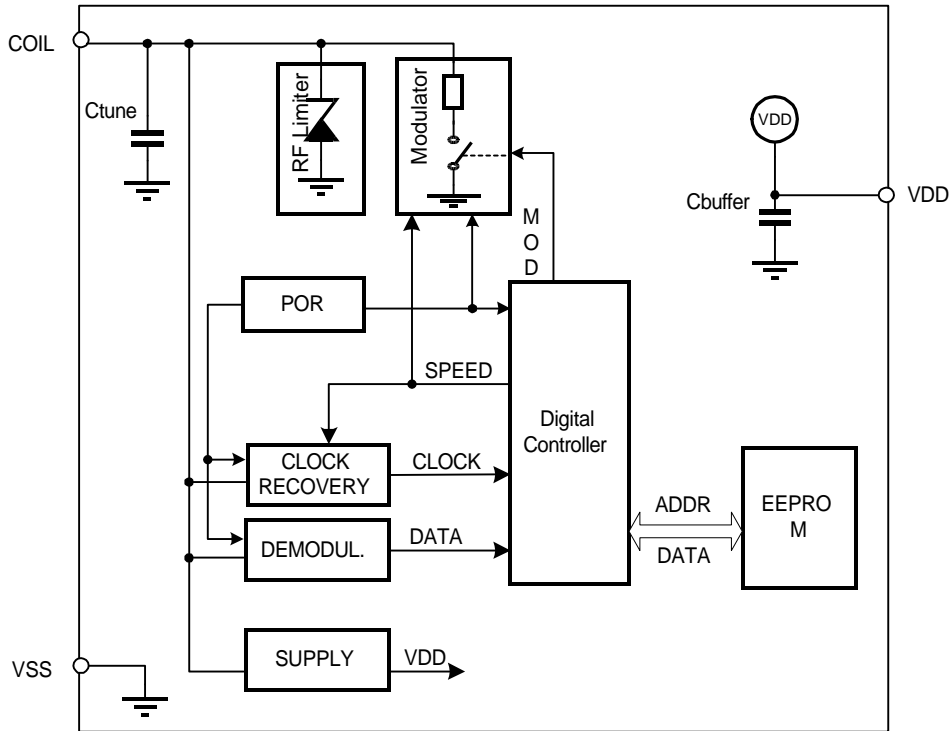 COIL
Ctune
RF Limiter
Modulator
VDD
VDD
Cbuffer
M
O
D
POR
SPEED
Digital
Controller
CLOCK
RECOVERY
CLOCK
ADDR
EEPRO
M
DEMODUL.
DATA
DATA
SUPPLY
VDD
VSS